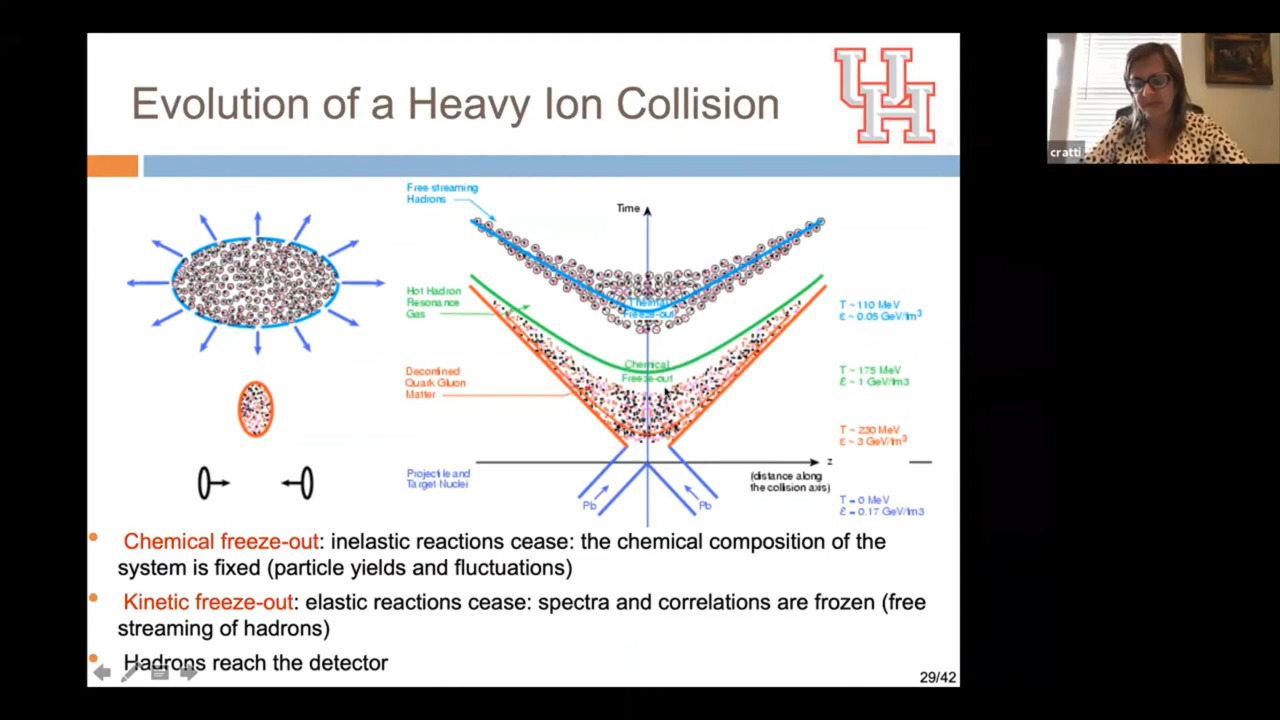 Evolution of a Heavy Ion Collision
UH
cratti
Free streaming
Hadrons
Time
Thermal
Freeze-out
Hot Hadron
Resonance
Gas
T ~ 110 MeV
ε ~ 0.05 GeV/fm3
Chemical
Freeze-out
Deconfined
Quark Gluon
Matter
T ~ 175 MeV
ε ~ 1 GeV/fm3
T ~ 230 MeV
ε ~ 3 GeV/fm3
z
(distance along
the collision axis)
Projectile and
Target Nuclei
Pb
Pb
T = 0 MeV
ε = 0.17 GeV/fm3
• Chemical freeze-out: inelastic reactions cease: the chemical composition of the
system is fixed (particle yields and fluctuations)
• Kinetic freeze-out: elastic reactions cease: spectra and correlations are frozen (free
streaming of hadrons)
• Hadrons reach the detector
29/42